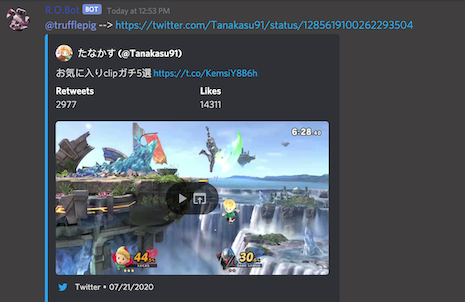 R.O.Bot BOT Today at 12:53 PM
@trufflepig --> https://twitter.com/Tanakasu91/status/1285619100262293504
たなかす (@Tanakasu91)
お気に入りclipガチ5選 https://t.co/KemsiY8B6h
Retweets Likes
2977 14311
6:28.40
44% 30%
LUCAS
Twitter • 07/21/2020